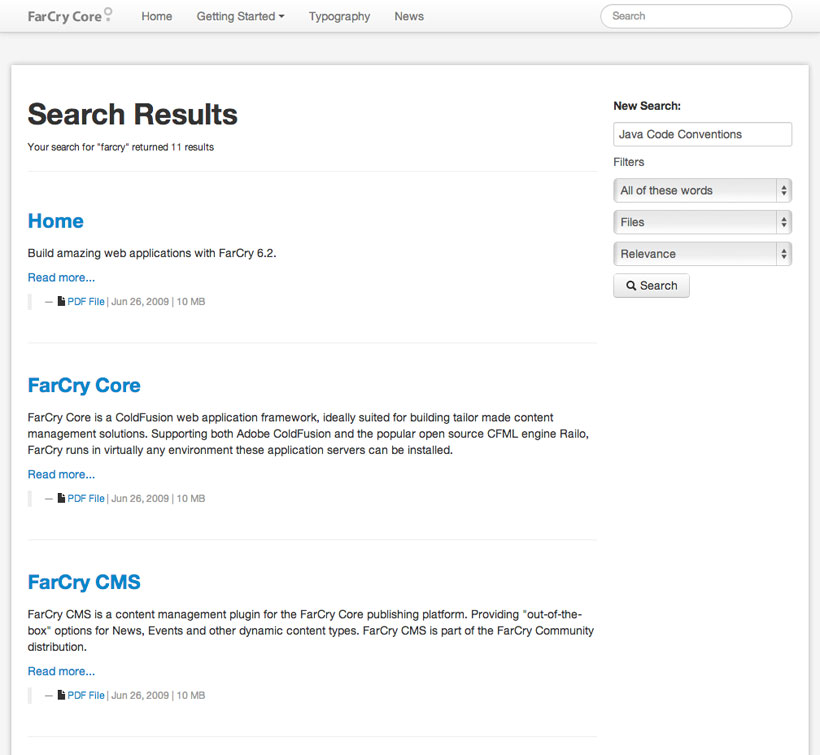 FarCry Core
Home
Getting Started
Typography
News
Search
Search Results
Your search for "farcry" returned 11 results
Home
Build amazing web applications with FarCry 6.2.
Read more...
— PDF File | Jun 26, 2009 | 10 MB
FarCry Core
FarCry Core is a ColdFusion web application framework, ideally suited for building tailor made content
management solutions. Supporting both Adobe ColdFusion and the popular open source CFML engine Railo,
FarCry runs in virtually any environment these application servers can be installed.
Read more...
— PDF File | Jun 26, 2009 | 10 MB
FarCry CMS
FarCry CMS is a content management plugin for the FarCry Core publishing platform. Providing "out-of-the-
box" options for News, Events and other dynamic content types. FarCry CMS is part of the FarCry Community
distribution.
Read more...
— PDF File | Jun 26, 2009 | 10 MB
New Search:
Java Code Conventions
Filters
All of these words
Files
Relevance
Search